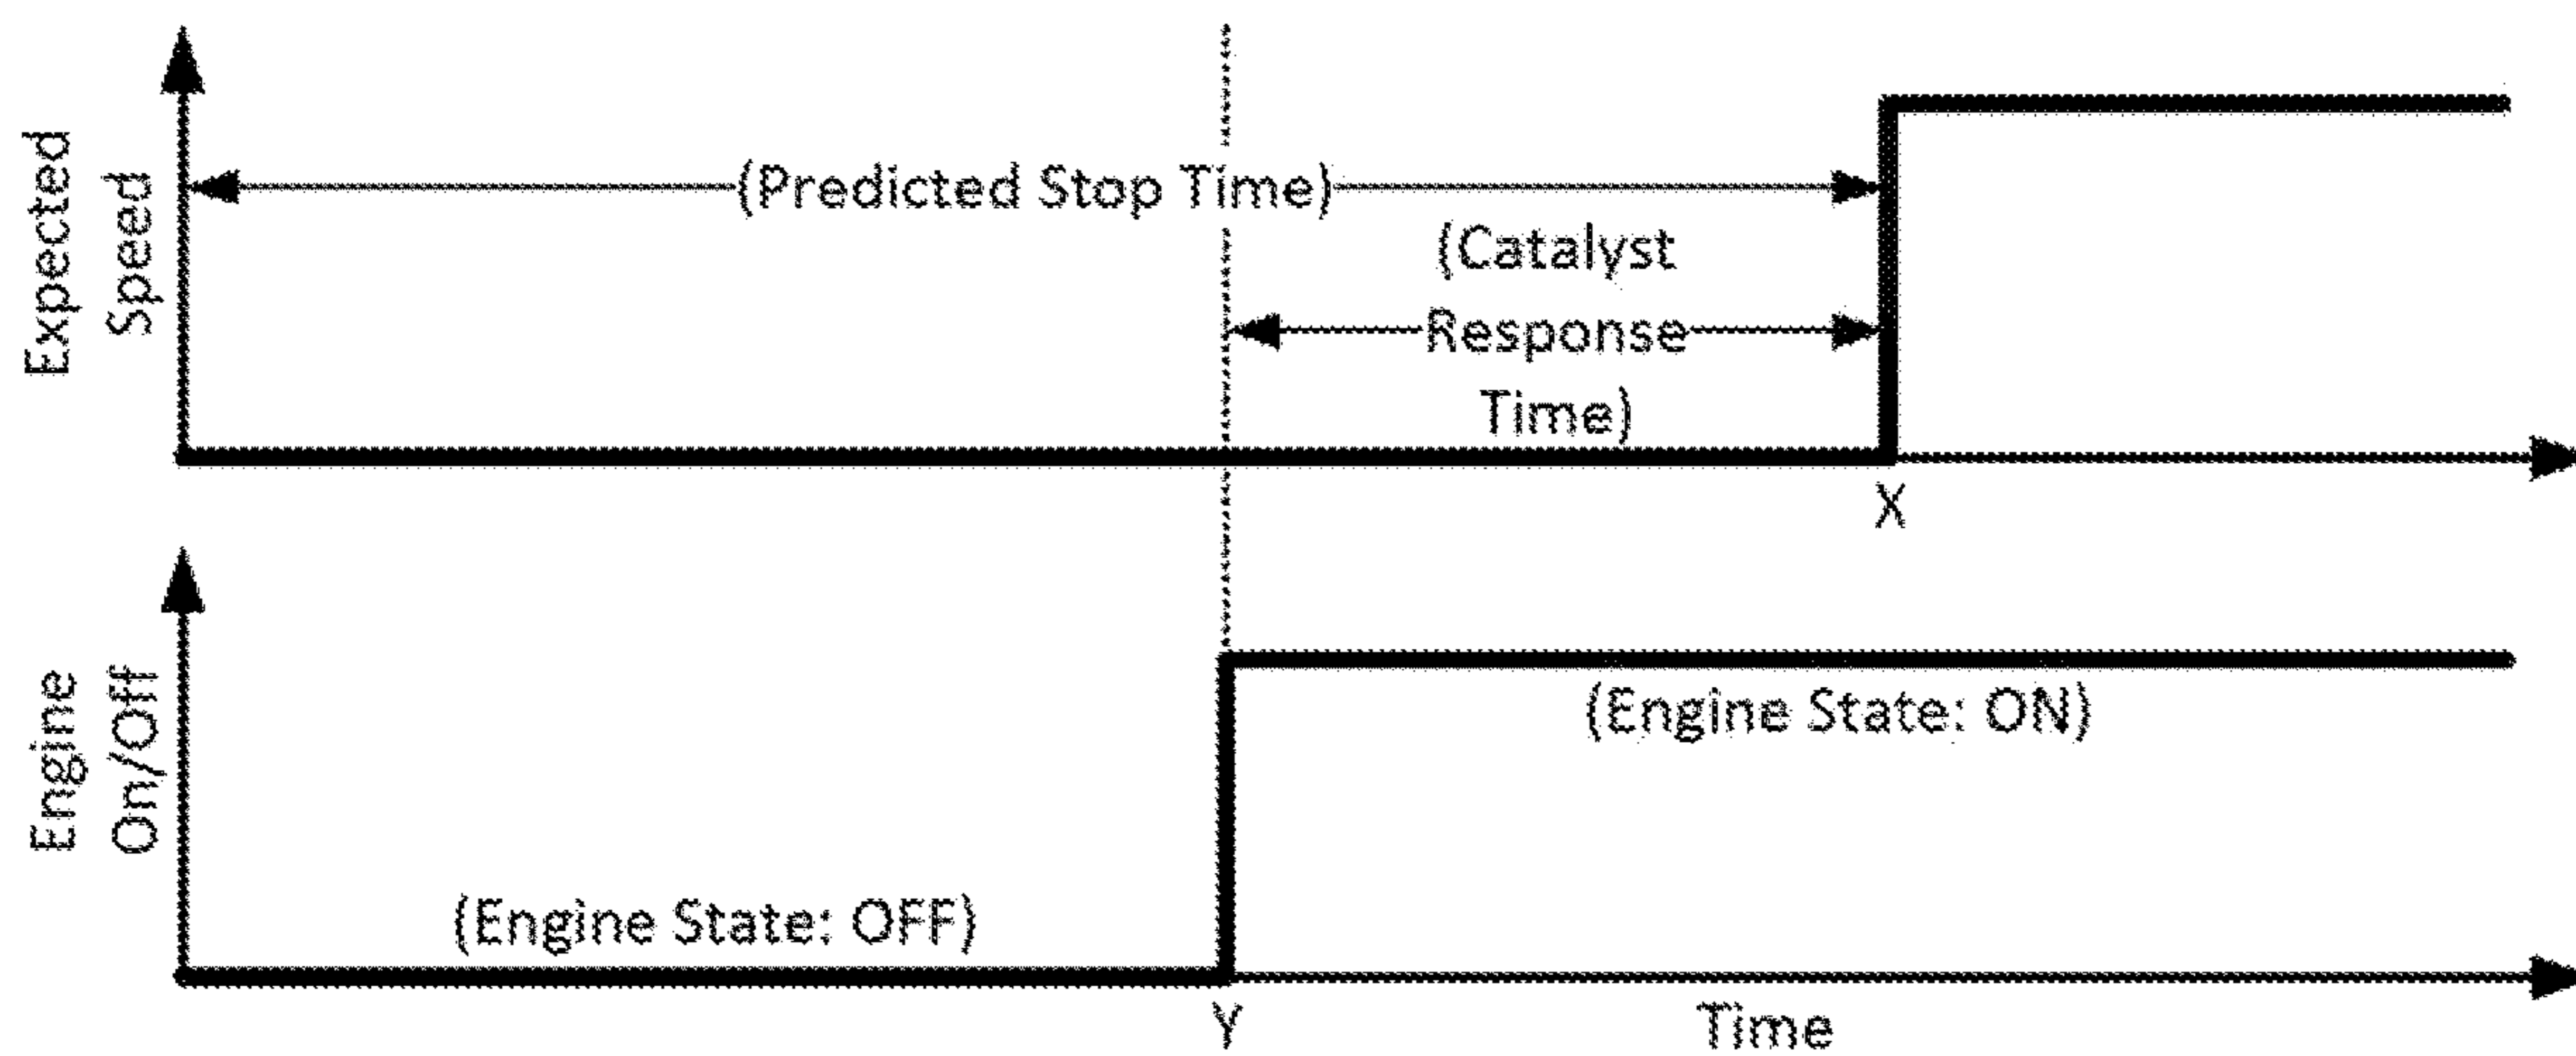 Expected
Speed
(Predicted Stop Time)
(Catalyst
Response
Time)
X
Engine
On/Off
(Engine State: ON)
(Engine State: OFF)
Y
Time